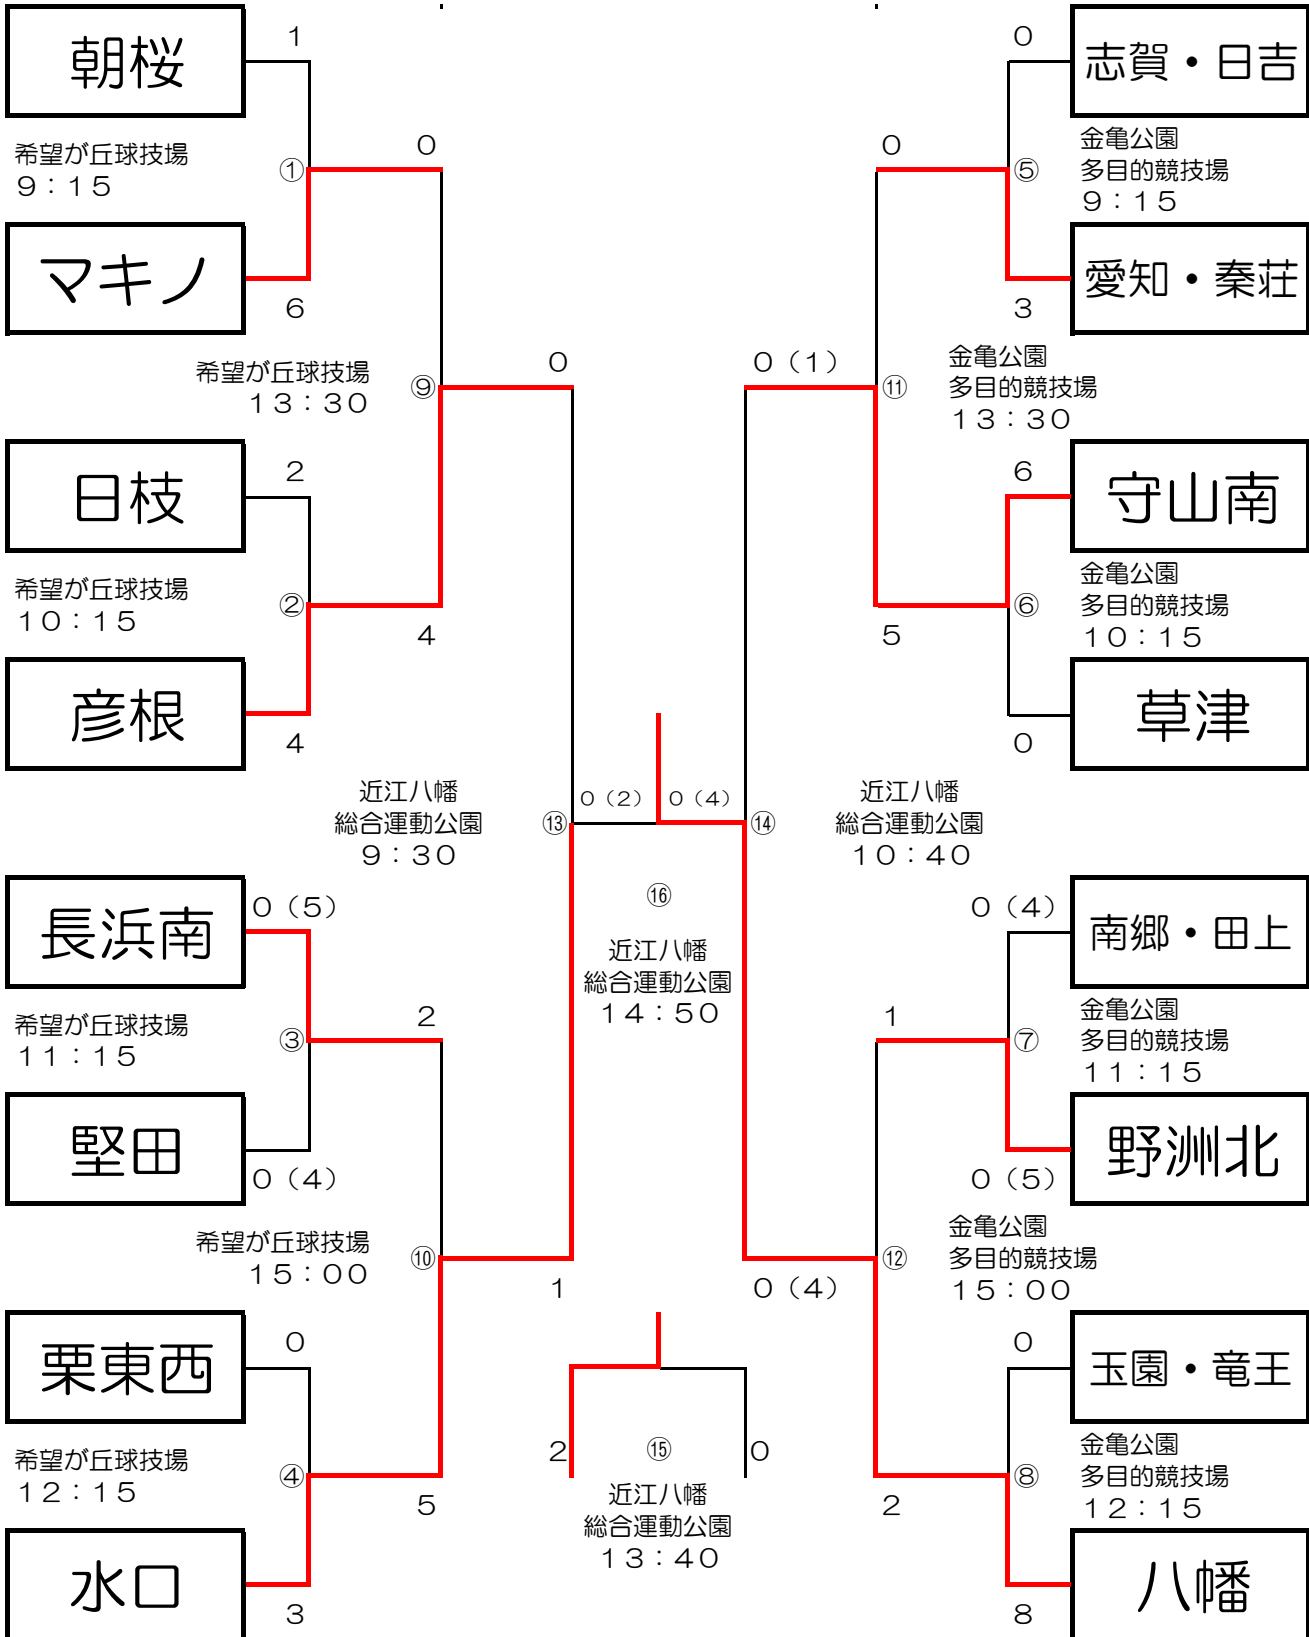 朝桜
1
希望が丘球技場
9：15
①
0
マキノ
6
希望が丘球技場
13：30
⑨
0
日枝
2
希望が丘球技場
10：15
②
4
彦根
4
近江八幡
総合運動公園
9：30
⑬
0（2）
0（4）
⑭
近江八幡
総合運動公園
10：40
⑯
近江八幡
総合運動公園
14：50
長浜南
0（5）
希望が丘球技場
11：15
③
2
堅田
0（4）
希望が丘球技場
15：00
⑩
1
栗東西
0
希望が丘球技場
12：15
④
5
水口
3
2
⑮
0
近江八幡
総合運動公園
13：40
0
志賀・日吉
金亀公園
多目的競技場
9：15
0
⑤
愛知・秦荘
3
0（1）
⑪
金亀公園
多目的競技場
13：30
6
守山南
金亀公園
多目的競技場
10：15
⑥
5
草津
0
0（4）
南郷・田上
金亀公園
多目的競技場
11：15
1
⑦
野洲北
0（5）
金亀公園
多目的競技場
15：00
⑫
0（4）
0
玉園・竜王
金亀公園
多目的競技場
12：15
⑧
2
八幡
8